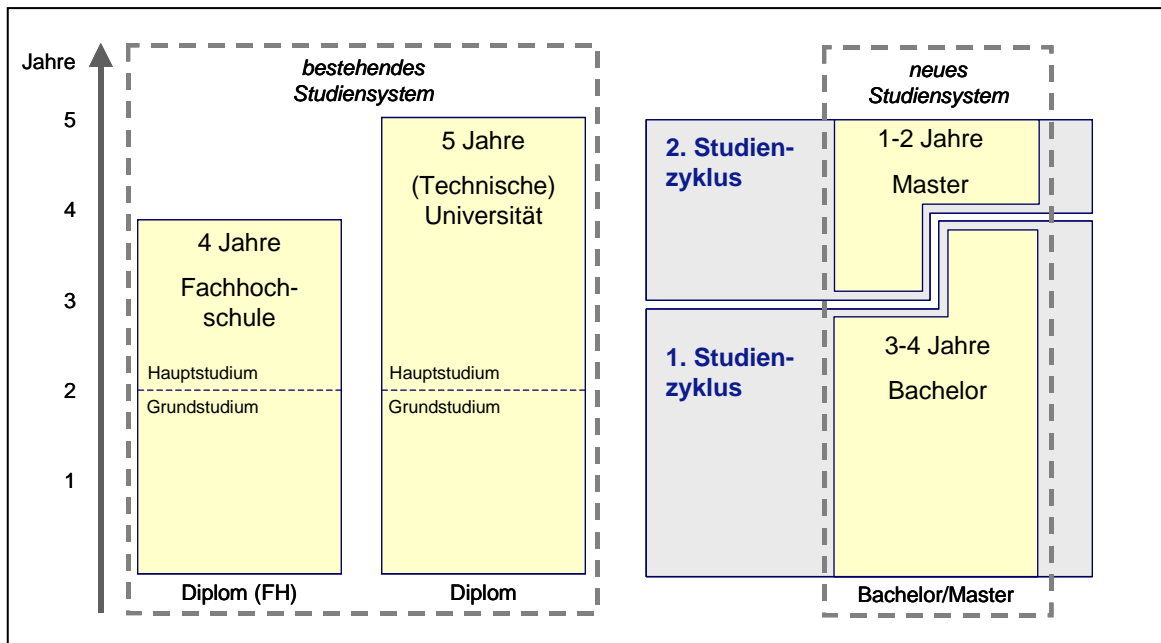 Jahre
5
4
3
2
1
bestehendes
Studiensystem
4 Jahre
Fachhoch-
schule
Hauptstudium
Grundstudium
Diplom (FH)
5 Jahre
(Technische)
Universität
Hauptstudium
Grundstudium
Diplom
2. Studien-
zyklus
1. Studien-
zyklus
neues
Studiensystem
1-2 Jahre
Master
3-4 Jahre
Bachelor
Bachelor/Master